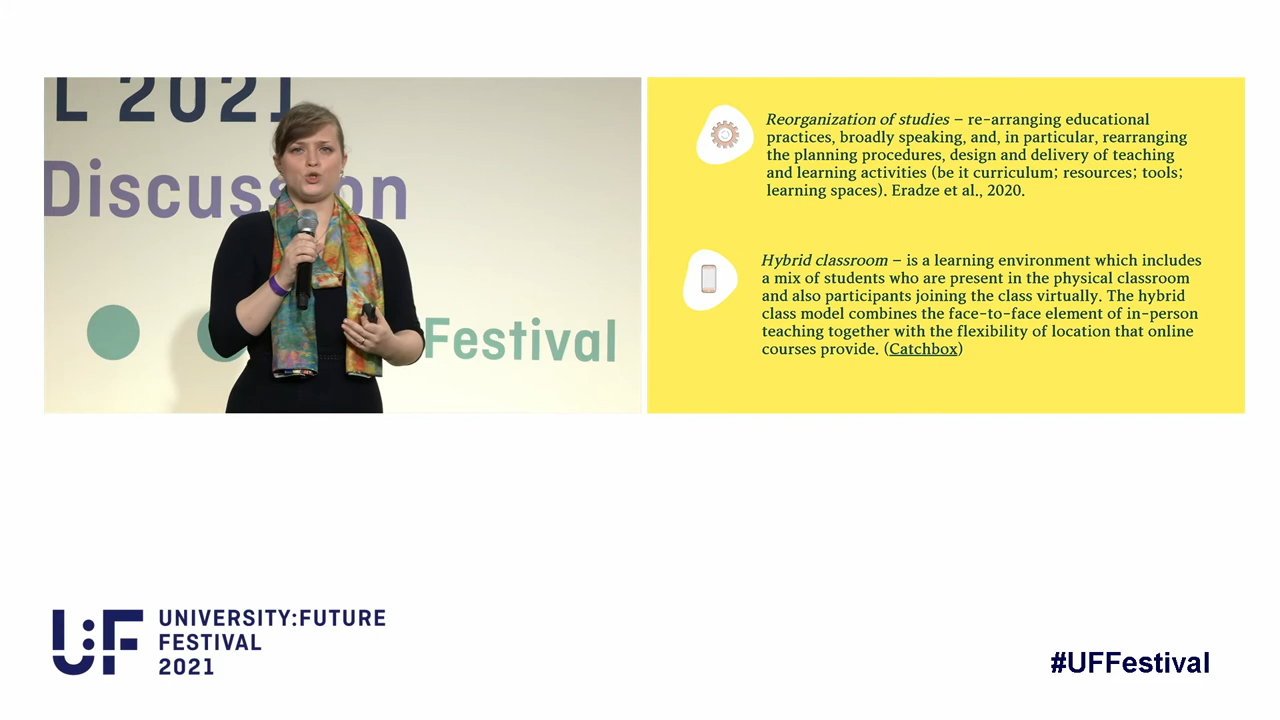 L 2021
Discussion
Festival
Reorganization of studies – re-arranging educational
practices, broadly speaking, and, in particular, rearranging
the planning procedures, design and delivery of teaching
and learning activities (be it curriculum; resources; tools;
learning spaces). Eradze et al., 2020.
Hybrid classroom – is a learning environment which includes
a mix of students who are present in the physical classroom
and also participants joining the class virtually. The hybrid
class model combines the face-to-face element of in-person
teaching together with the flexibility of location that online
courses provide. (Catchbox)
U:F
UNIVERSITY:FUTURE
FESTIVAL
2021
#UFFestival